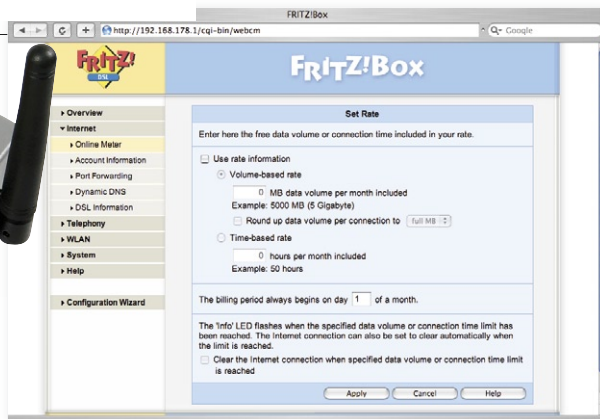 FRITZ!Box
http://192.168.178.1/cgi-bin/webcm
Q- Google
FRITZ!
DSL
FRITZ!BOX
Overview
Internet
Online Meter
Account Information
Port Forwarding
Dynamic DNS
DSL Information
Telephony
WLAN
System
Help
Configuration Wizard
Set Rate
Enter here the free data volume or connection time included in your rate.
Use rate information
Volume-based rate
0 MB data volume per month included
Example: 5000 MB (5 Gigabyte)
Round up data volume per connection to full MB
Time-based rate
0 hours per month included
Example: 50 hours
The billing period always begins on day 1 of a month.
The 'Info' LED flashes when the specified data volume or connection time limit has
been reached. The Internet connection can also be set to clear automatically when
the limit is reached.
Clear the Internet connection when specified data volume or connection time limit
is reached
Apply Cancel Help